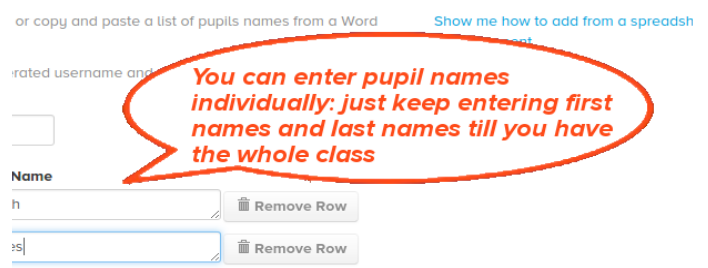 or copy and paste a list of pupils names from a Word
Show me how to add from a spreadsh
erated username and
You can enter pupil names
individually: just keep entering first
names and last names till you have
the whole class
Name
h
Remove Row
es
Remove Row